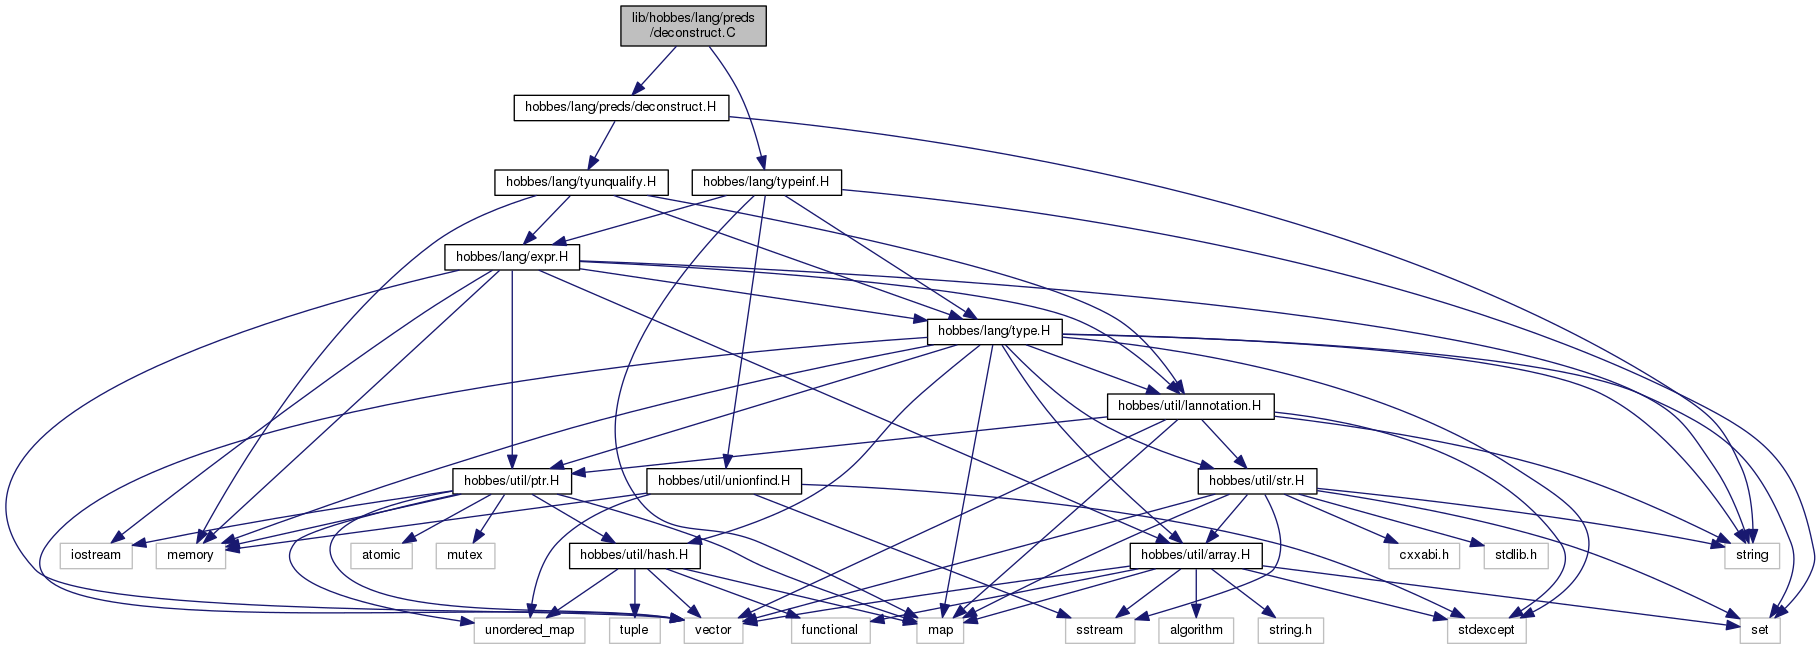 lib/hobbes/lang/preds
/deconstruct.C
hobbes/lang/preds/deconstruct.H
hobbes/lang/tyunqualify.H
hobbes/lang/typeinf.H
hobbes/lang/expr.H
hobbes/lang/type.H
hobbes/util/lannotation.H
hobbes/util/ptr.H
hobbes/util/unionfind.H
hobbes/util/str.H
iostream
memory
atomic
mutex
hobbes/util/hash.H
hobbes/util/array.H
cxxabi.h
stdlib.h
string
unordered_map
tuple
vector
functional
map
sstream
algorithm
string.h
stdexcept
set